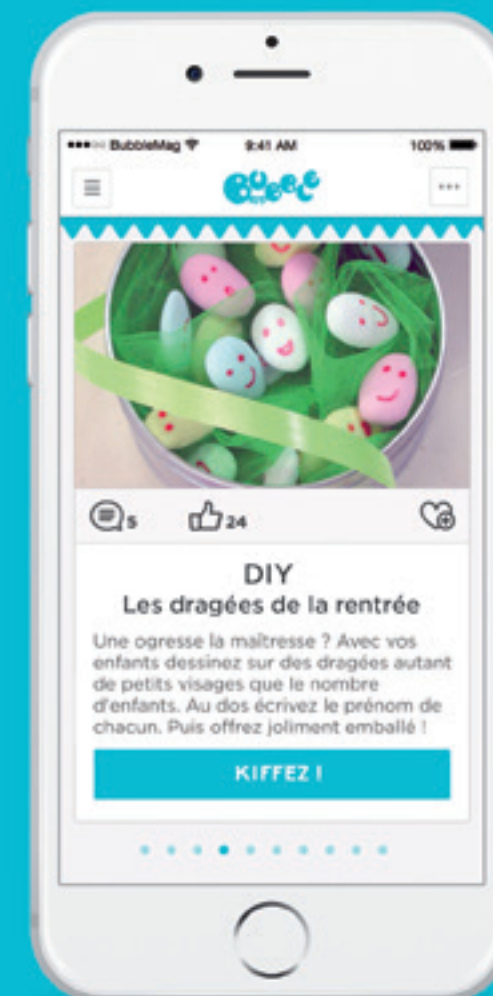 BubbleMag 9:41 AM 100%
BUBBLE
5 24
DIY
Les dragées de la rentrée
Une ogresse la maîtresse ? Avec vos
enfants dessinez sur des dragées autant
de petits visages que le nombre
d'enfants. Au dos écrivez le prénom de
chacun. Puis offrez joliment emballé !
KIFFEZ !